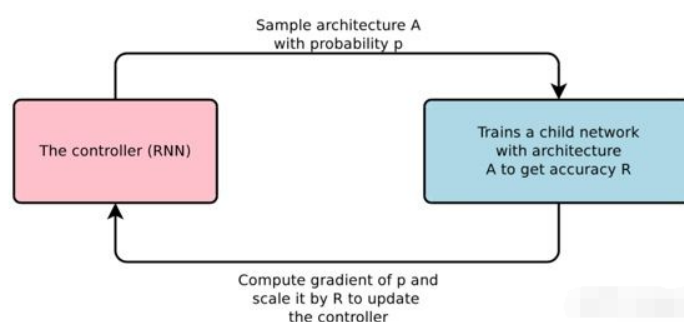 Sample architecture A
with probability p
The controller (RNN)
Trains a child network
with architecture
A to get accuracy R
Compute gradient of p and
scale it by R to update
the controller